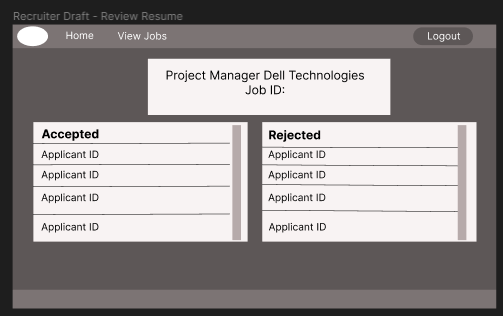 Recruiter Draft - Review Resume
Home View Jobs Logout
Project Manager Dell Technologies
Job ID:
Accepted
Applicant ID
Applicant ID
Applicant ID
Applicant ID
Rejected
Applicant ID
Applicant ID
Applicant ID
Applicant ID